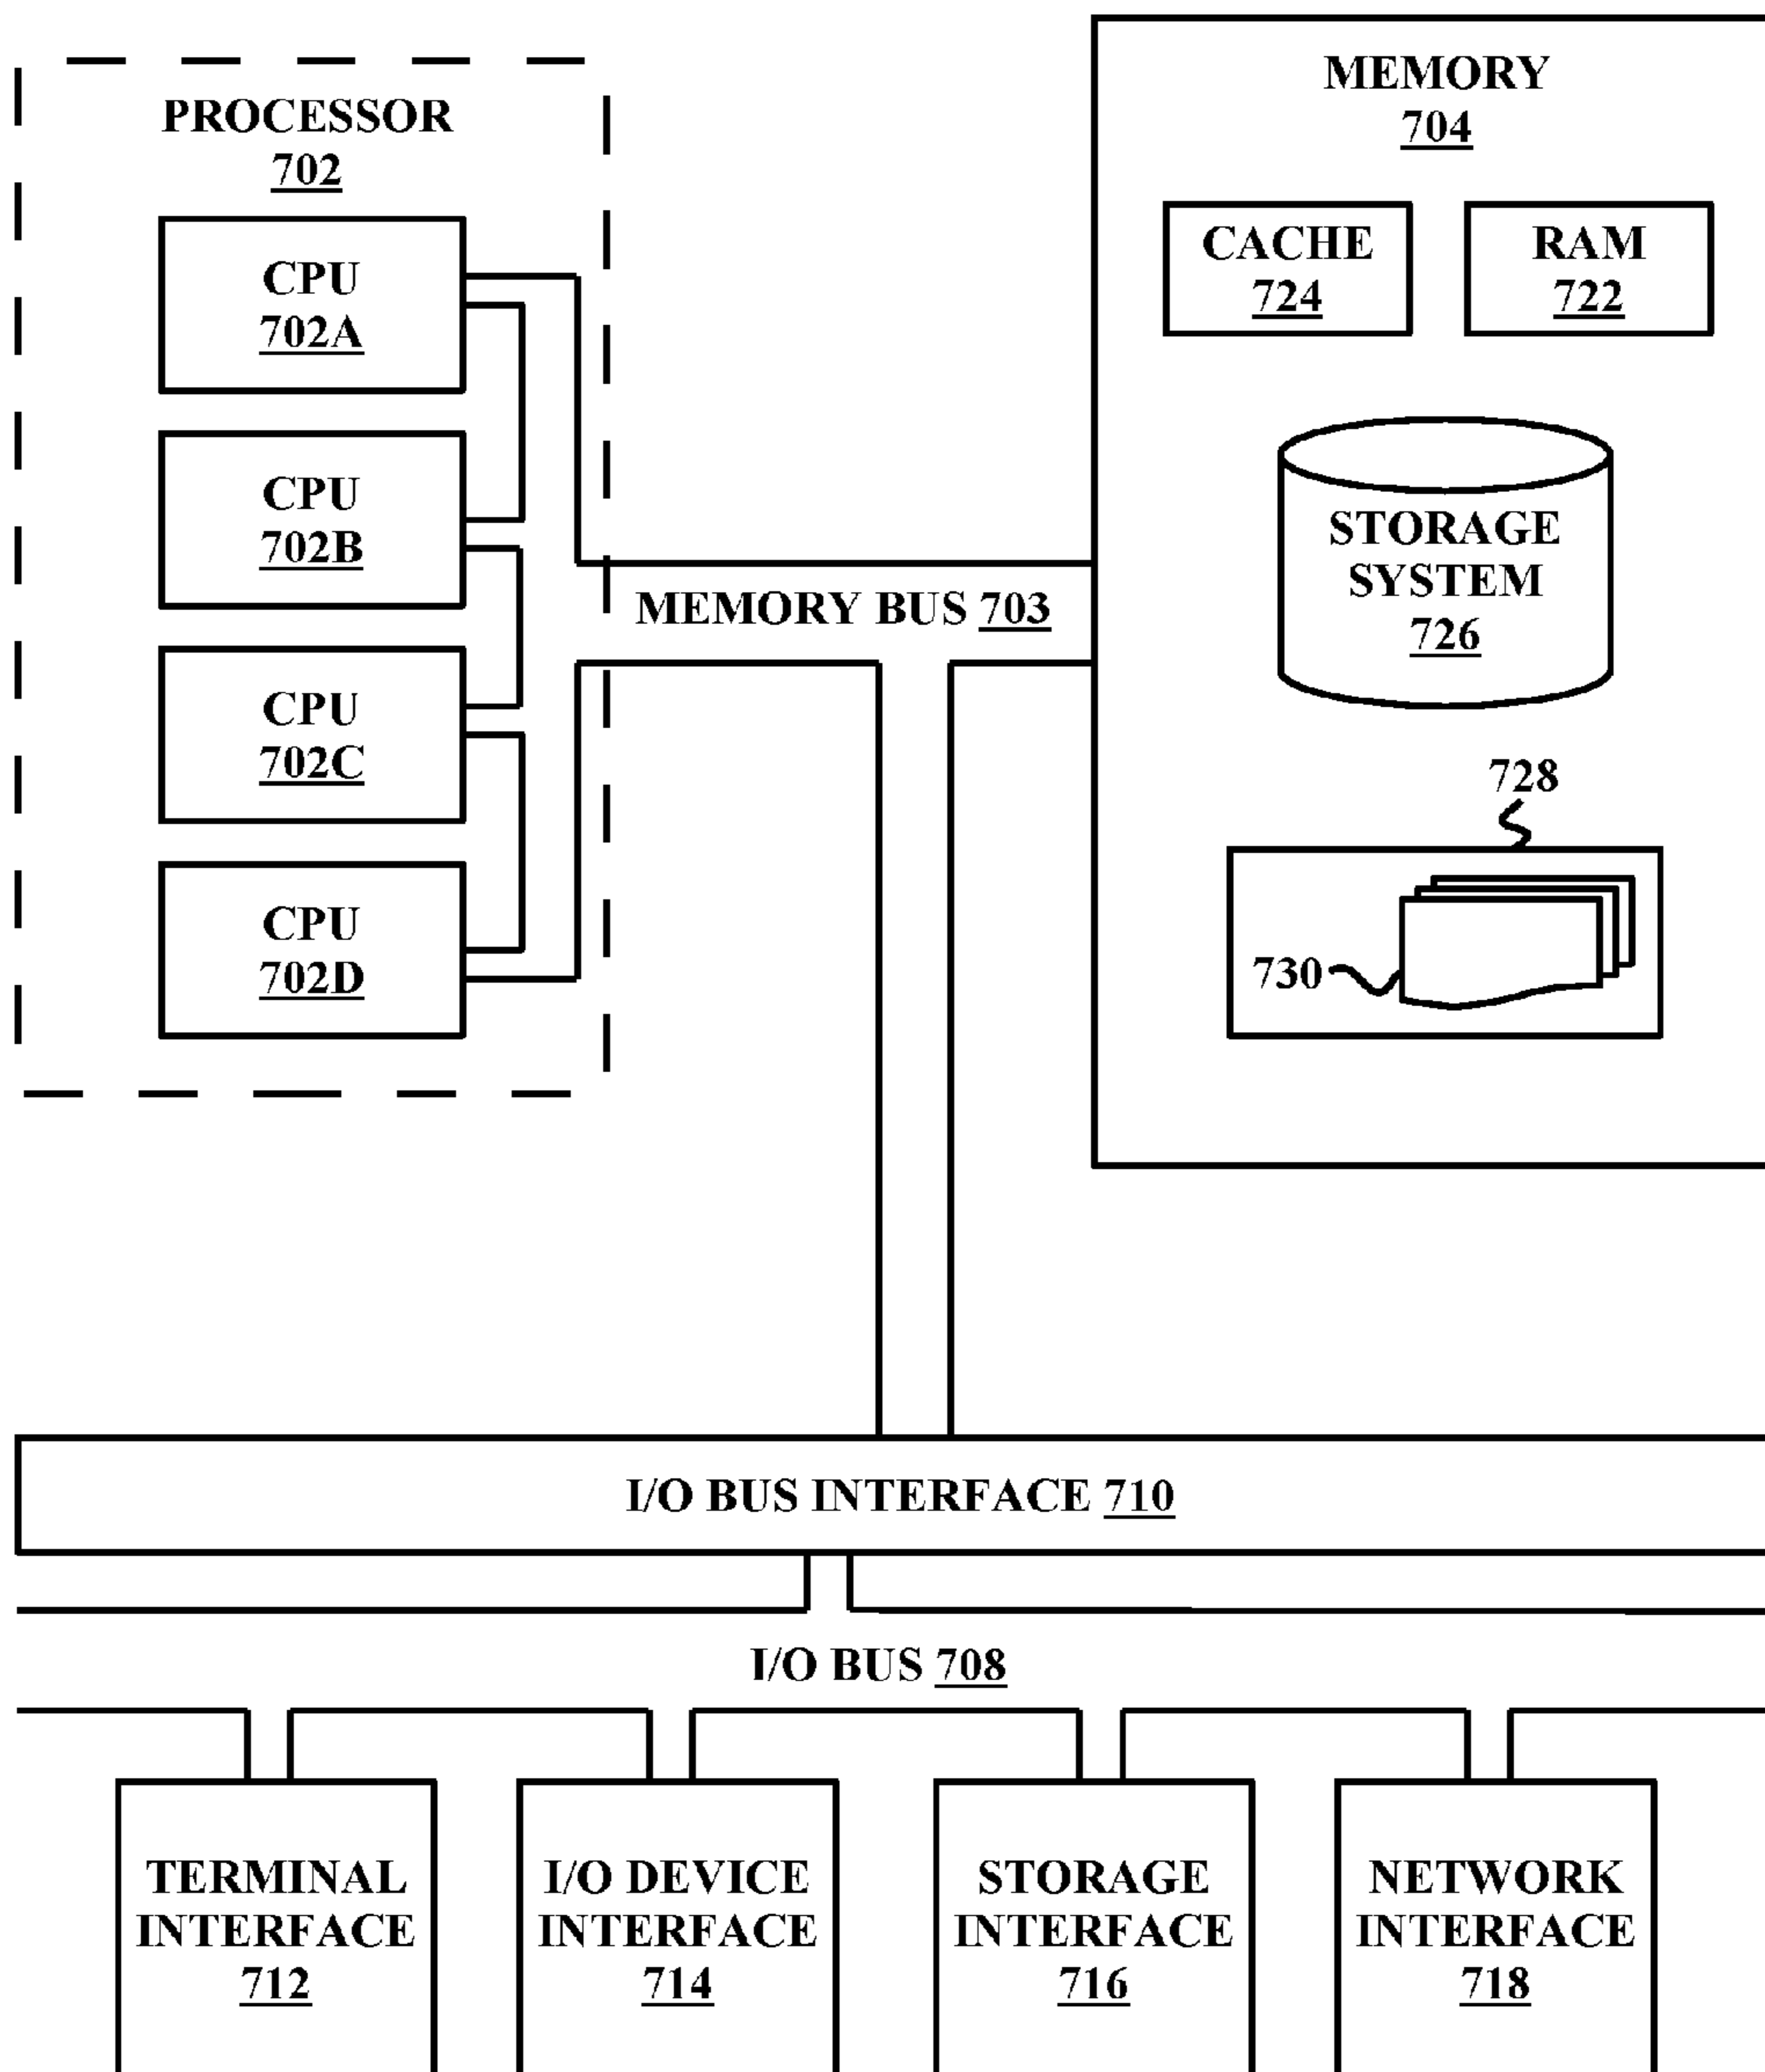 PROCESSOR
702
CPU
702A
CPU
702B
CPU
702C
CPU
702D
MEMORY BUS 703
MEMORY
704
CACHE
724
RAM
722
STORAGE
SYSTEM
726
728
730
I/O BUS INTERFACE 710
I/O BUS 708
TERMINAL
INTERFACE
712
I/O DEVICE
INTERFACE
714
STORAGE
INTERFACE
716
NETWORK
INTERFACE
718